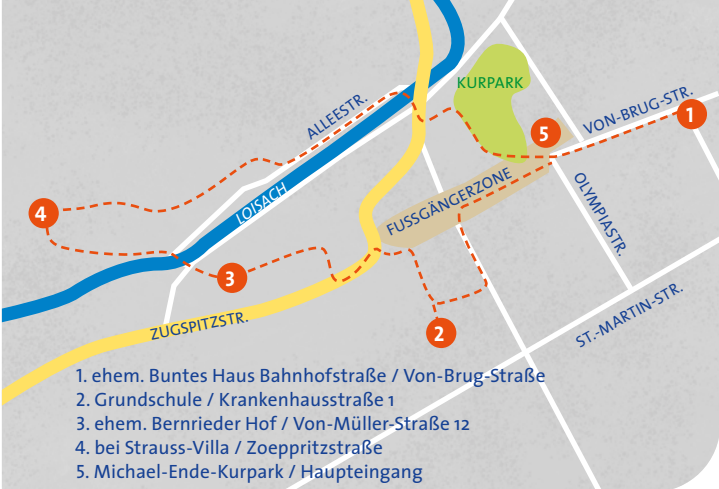 KURPARK
ALLEESTR.
VON-BRUG-STR.
1
5
LOISACH
FUSSGÄNGERZONE
OLYMPIASTR.
4
3
ZUGSPITZSTR.
2
ST.-MARTIN-STR.
1. ehem. Buntes Haus Bahnhofstraße / Von-Brug-Straße
2. Grundschule / Krankenhausstraße 1
3. ehem. Bernrieder Hof / Von-Müller-Straße 12
4. bei Strauss-Villa / Zoeppritzstraße
5. Michael-Ende-Kurpark / Haupteingang